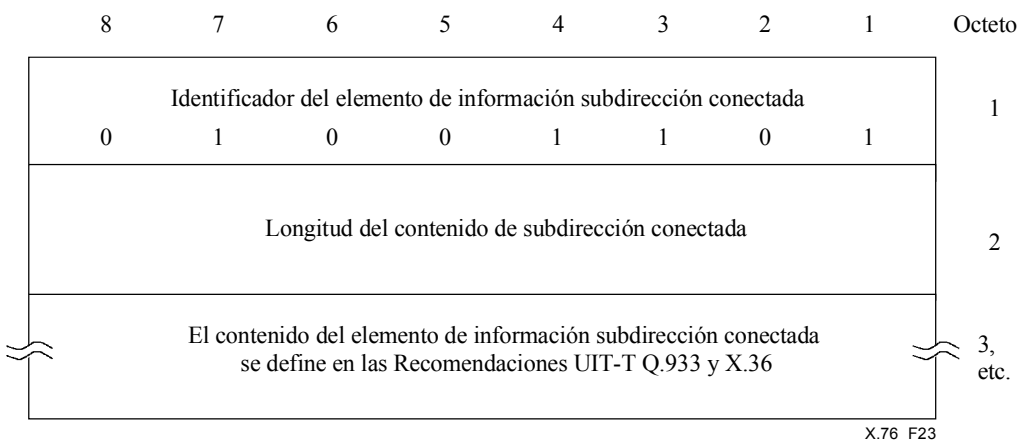 8 7 6 5 4 3 2 1 Octeto
Identificador del elemento de información subdirección conectada
0 1 0 0 1 1 0 1
1
Longitud del contenido de subdirección conectada
2
El contenido del elemento de información subdirección conectada
se define en las Recomendaciones UIT-T Q.933 y X.36
3,
etc.
X.76 F23